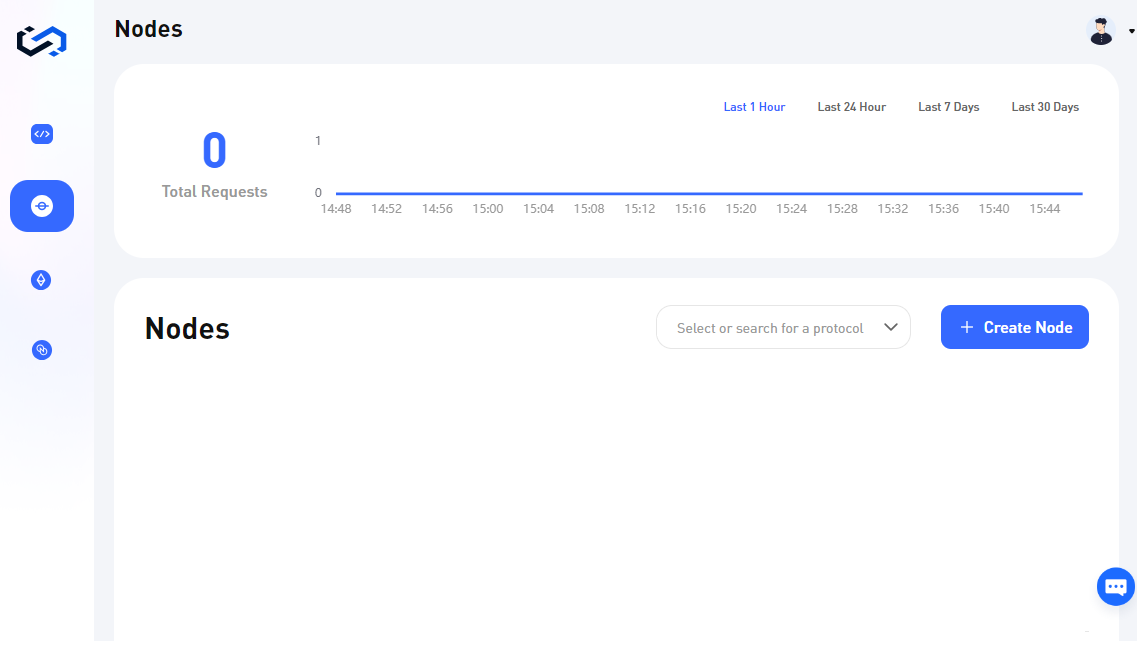 Nodes
Last 1 Hour Last 24 Hour Last 7 Days Last 30 Days
0
Total Requests
1
0
14:48 14:52 14:56 15:00 15:04 15:08 15:12 15:16 15:20 15:24 15:28 15:32 15:36 15:40 15:44
Nodes
Select or search for a protocol
+ Create Node